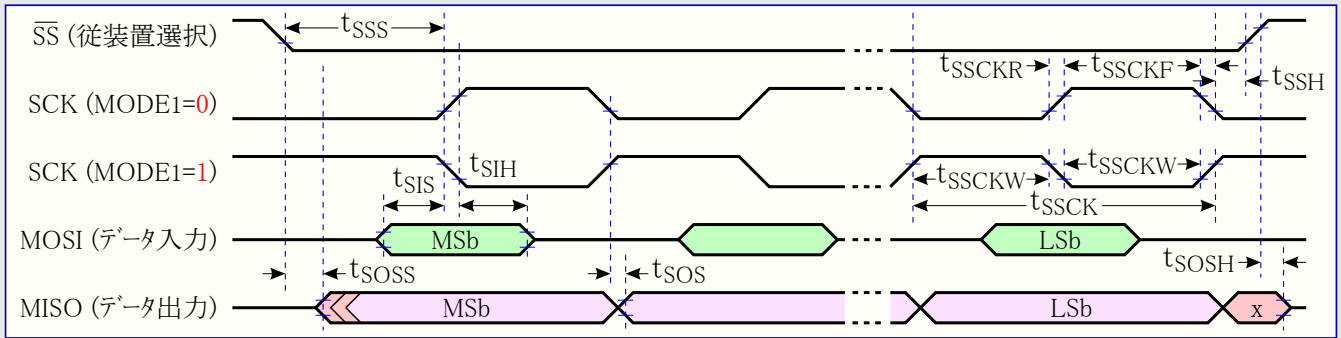 SS (従装置選択)
tSSS
tSSCKR
tSSCKF
tSSH
SCK (MODE1=0)
SCK (MODE1=1)
tSIS
tSIH
tSSCKW
tSSCKW
tSSCK
MOSI (データ入力)
MSb
LSb
tSOSS
tSOS
tSOSH
MISO (データ出力)
MSb
LSb
x